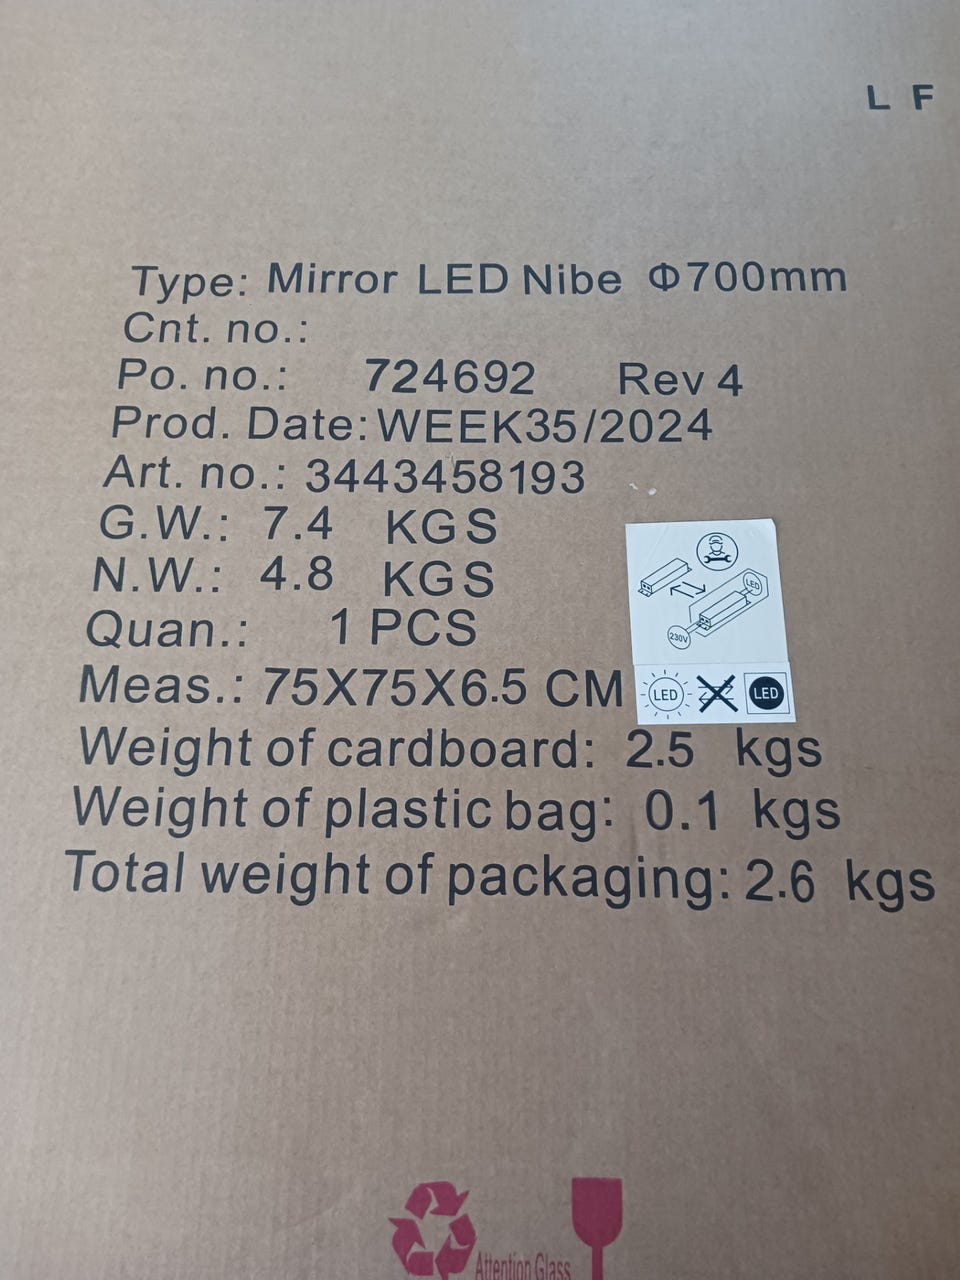 L F
Type: Mirror LED Nibe Φ700mm
Cnt. no.:
Po. no.: 724692 Rev 4
Prod. Date: WEEK35/2024
Art. no.: 3443458193
G.W.: 7.4 KGS
N.W.: 4.8 KGS
Quan.: 1 PCS
LED
230V
Meas.: 75X75X6.5 CM
LED LED
Weight of cardboard: 2.5 kgs
Weight of plastic bag: 0.1 kgs
Total weight of packaging: 2.6 kgs
Attention Glass